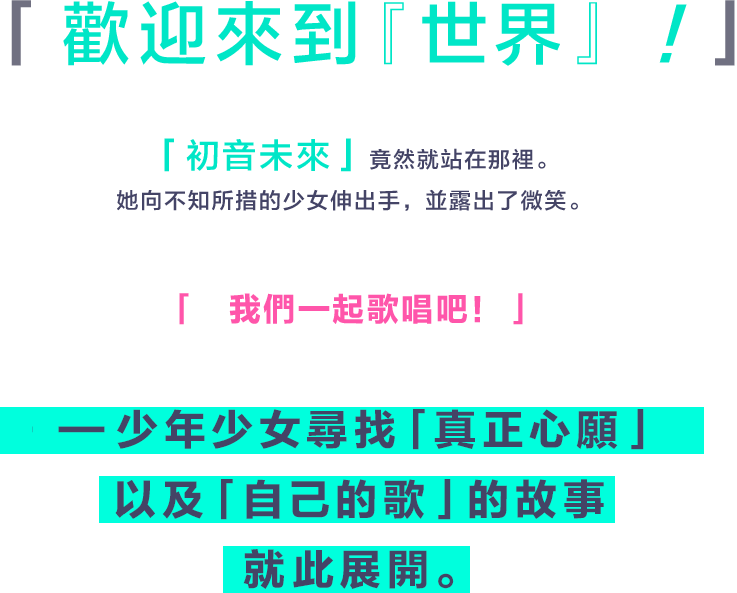 「歡迎來到『世界』！」
「初音未來」竟然就站在那裡。
她向不知所措的少女伸出手，並露出了微笑。
「我們一起歌唱吧！」
—少年少女尋找「真正心願」
以及「自己的歌」的故事
就此展開。